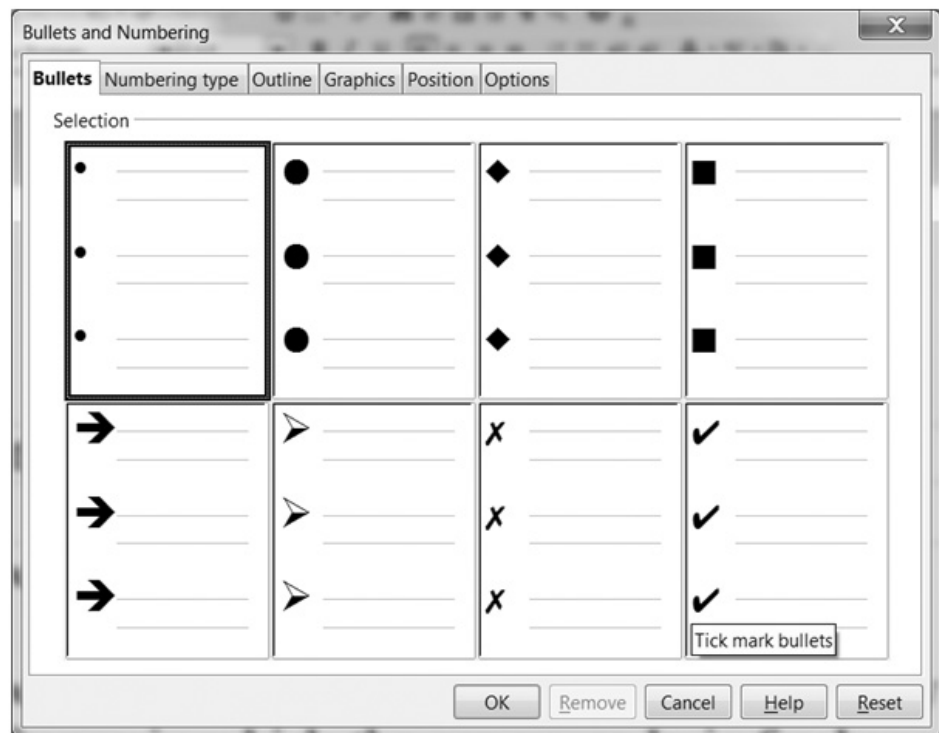 Bullets and Numbering
Bullets Numbering type Outline Graphics Position Options
Selection
Tick mark bullets
OK Remove Cancel Help Reset